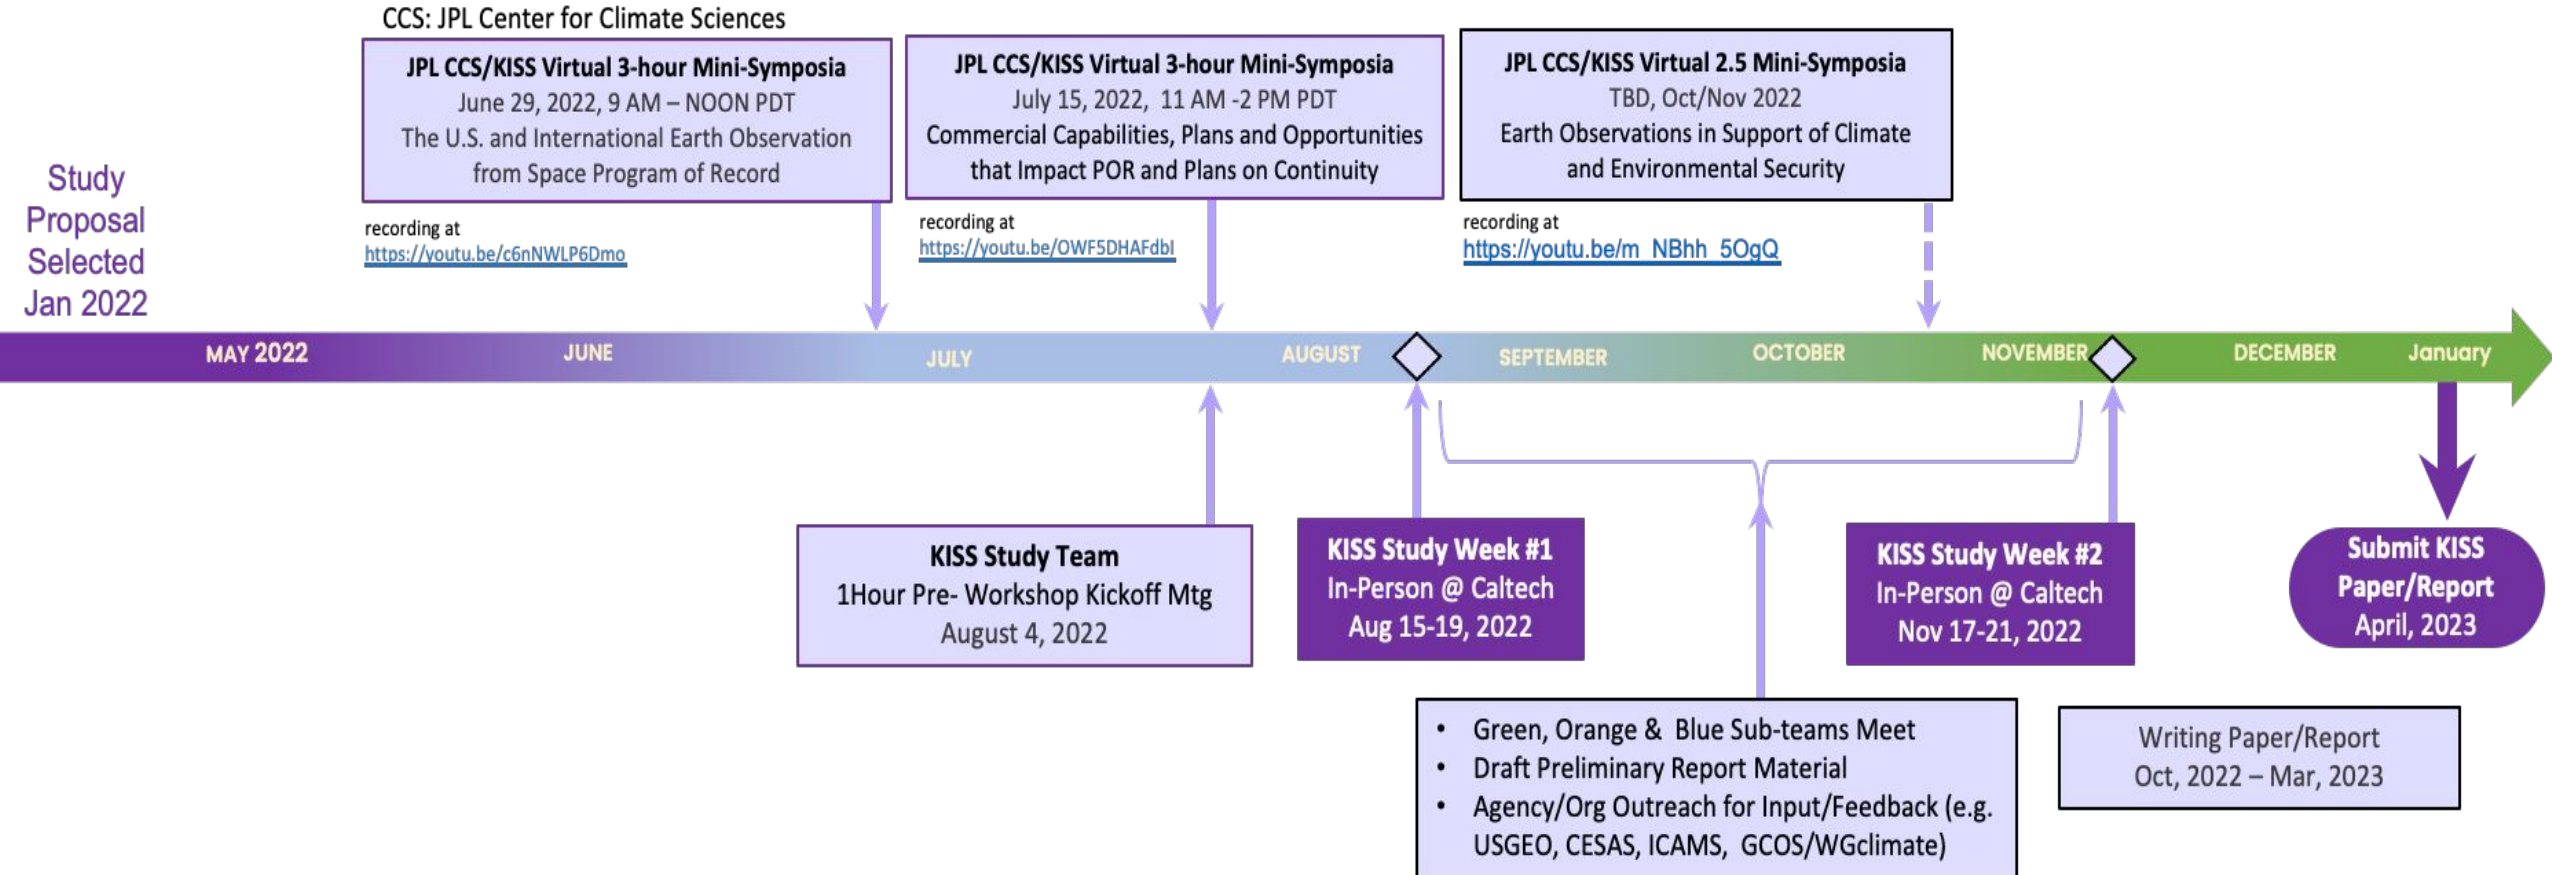 CCS: JPL Center for Climate Sciences
JPL CCS/KISS Virtual 3-hour Mini-Symposia
June 29, 2022, 9 AM – NOON PDT
The U.S. and International Earth Observation
from Space Program of Record
recording at
https://youtu.be/c6nNWLP6Dmo
JPL CCS/KISS Virtual 3-hour Mini-Symposia
July 15, 2022, 11 AM -2 PM PDT
Commercial Capabilities, Plans and Opportunities
that Impact POR and Plans on Continuity
recording at
https://youtu.be/OWF5DHAFdbI
JPL CCS/KISS Virtual 2.5 Mini-Symposia
TBD, Oct/Nov 2022
Earth Observations in Support of Climate
and Environmental Security
recording at
https://youtu.be/m_NBhh_5OgQ
Study
Proposal
Selected
Jan 2022
MAY 2022
JUNE
JULY
AUGUST
SEPTEMBER
OCTOBER
NOVEMBER
DECEMBER
January
KISS Study Team
1Hour Pre- Workshop Kickoff Mtg
August 4, 2022
KISS Study Week #1
In-Person @ Caltech
Aug 15-19, 2022
KISS Study Week #2
In-Person @ Caltech
Nov 17-21, 2022
Submit KISS
Paper/Report
April, 2023
• Green, Orange & Blue Sub-teams Meet
• Draft Preliminary Report Material
• Agency/Org Outreach for Input/Feedback (e.g.
USGEO, CESAS, ICAMS, GCOS/WGclimate)
Writing Paper/Report
Oct, 2022 – Mar, 2023